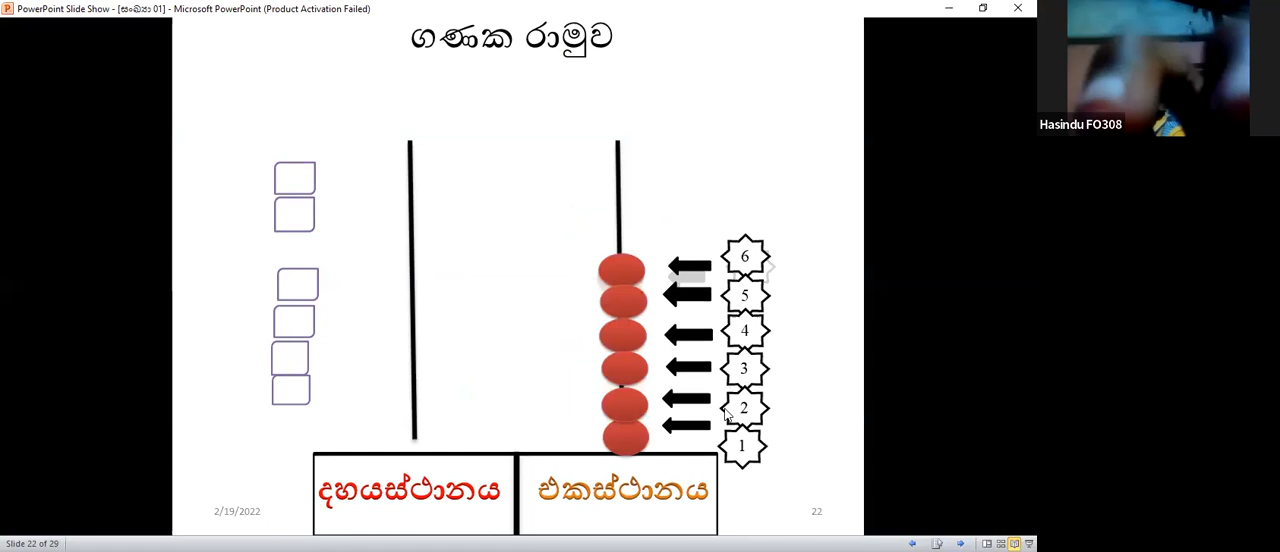 PowerPoint Slide Show - [සංඛ්‍යා 01] - Microsoft PowerPoint (Product Activation Failed)
ගණක රාමුව
Hasindu FO308
6
5
4
3
2
1
දහයස්ථානය එකස්ථානය
2/19/2022 22
Slide 22 of 29